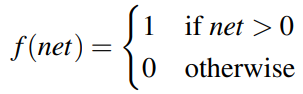 f(net) = { 1 if net > 0
0 otherwise